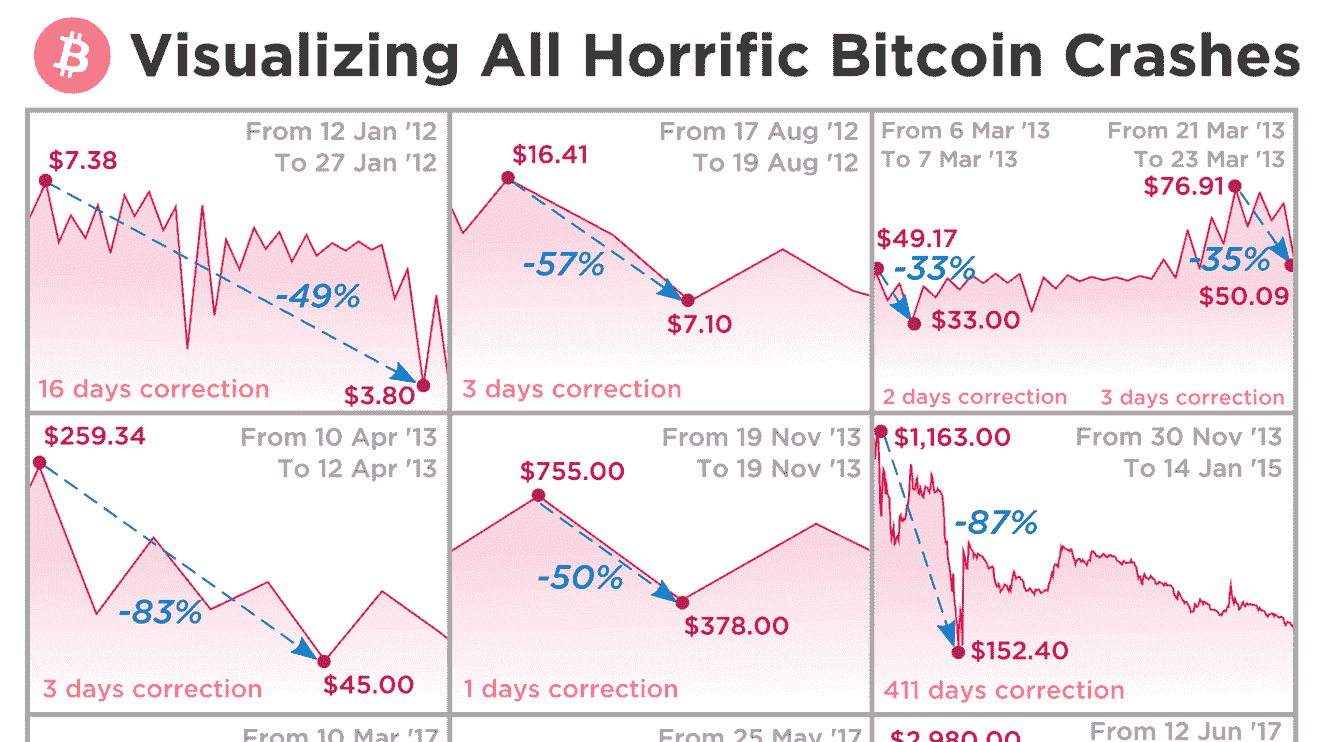 Visualizing All Horrific Bitcoin Crashes
From 12 Jan '12
To 27 Jan '12
$7.38
-49%
$3.80
16 days correction
From 17 Aug '12
To 19 Aug '12
$16.41
-57%
$7.10
3 days correction
From 6 Mar '13
To 7 Mar '13
$49.17
-33%
$33.00
2 days correction
From 21 Mar '13
To 23 Mar '13
$76.91
-35%
$50.09
3 days correction
$259.34
From 10 Apr '13
To 12 Apr '13
-83%
$45.00
3 days correction
From 19 Nov '13
To 19 Nov '13
$755.00
-50%
$378.00
1 days correction
$1,163.00
From 30 Nov '13
To 14 Jan '15
-87%
$152.40
411 days correction
From 10 Mar '17
From 25 May '17
From 12 Jun '17
$2,980.00